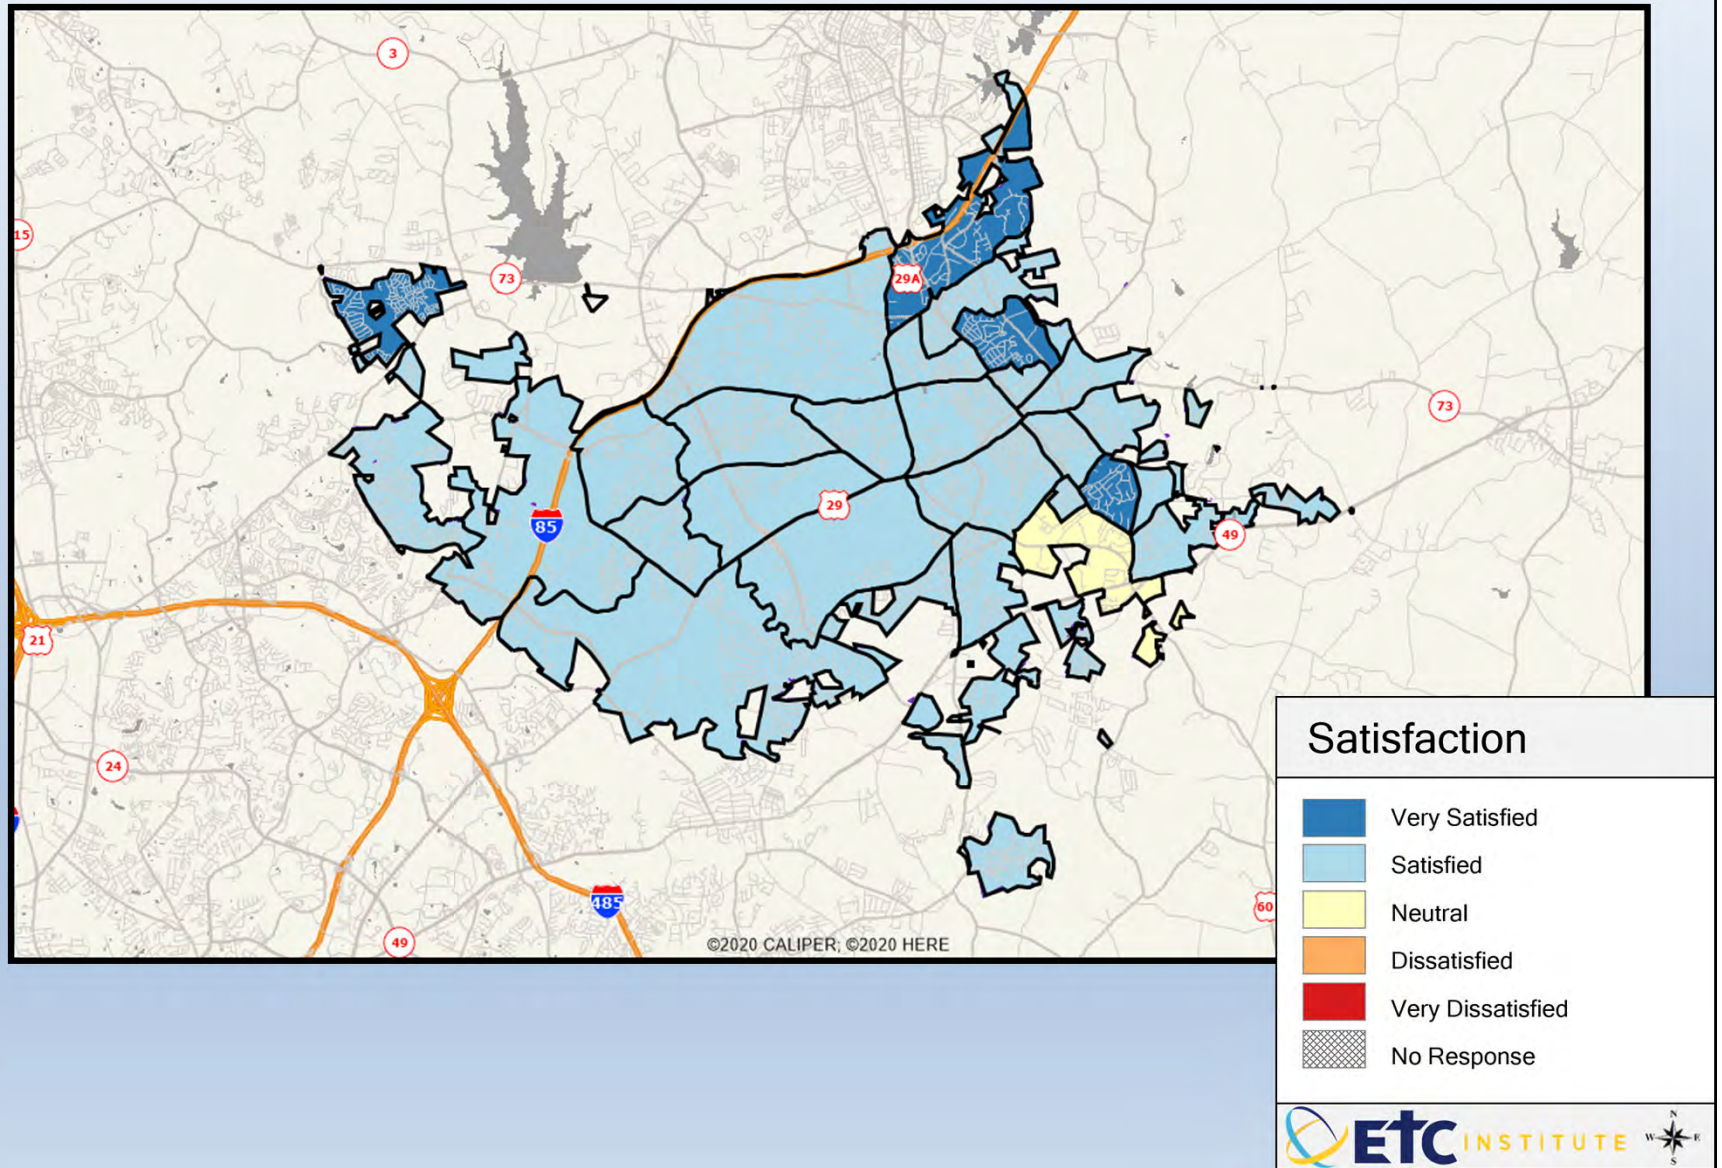 3
15
73
29A
73
29
85
49
21
24
485
49
60
©2020 CALIPER; ©2020 HERE
Satisfaction
Very Satisfied
Satisfied
Neutral
Dissatisfied
Very Dissatisfied
No Response
ETC INSTITUTE
N
W E
S